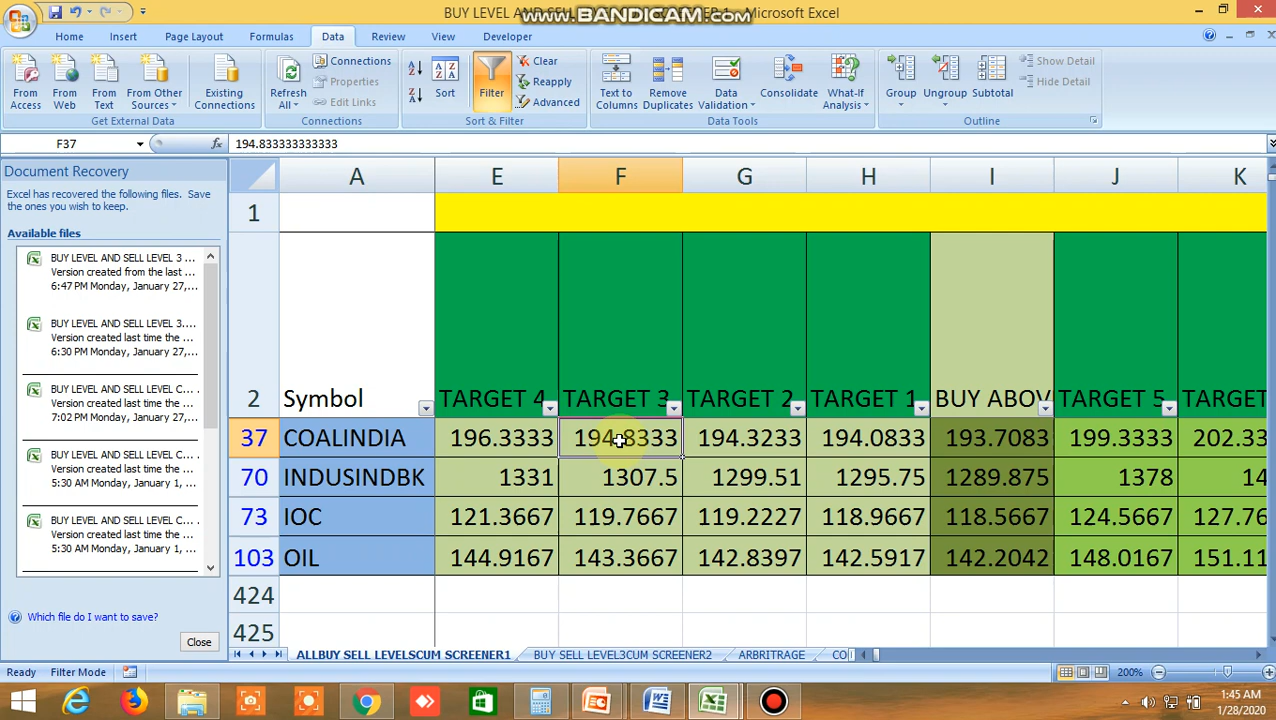 BUY LEVEL AND SELL
www.BANDICAM.com
Microsoft Excel
Home Insert Page Layout Formulas Data Review View Developer
From Access
From Web
From Text
From Other Sources
Existing Connections
Get External Data
Refresh All
Connections
Properties
Edit Links
Connections
Sort
Filter
Clear
Reapply
Advanced
Sort & Filter
Text to Columns
Remove Duplicates
Data Validation
Consolidate
What-If Analysis
Data Tools
Group
Ungroup
Subtotal
Show Detail
Hide Detail
Outline
F37 fx 194.833333333333
Document Recovery
Excel has recovered the following files. Save
the ones you wish to keep.
Available files
BUY LEVEL AND SELL LEVEL 3 ...
Version created from the last ...
6:47 PM Monday, January 27,...
BUY LEVEL AND SELL LEVEL 3....
Version created last time the ...
6:30 PM Monday, January 27,...
BUY LEVEL AND SELL LEVEL C...
Version created last time the ...
7:02 PM Monday, January 27,...
BUY LEVEL AND SELL LEVEL C...
Version created last time the ...
5:30 AM Monday, January 1, ...
BUY LEVEL AND SELL LEVEL C...
Version created last time the ...
5:30 AM Monday, January 1, ...
Which file do I want to save?
Close
A E F G H I J K
1
2 Symbol TARGET 4 TARGET 3 TARGET 2 TARGET 1 BUY ABOV TARGET 5 TARGET
37 COALINDIA 196.3333 194.8333 194.3233 194.0833 193.7083 199.3333 202.33
70 INDUSINDBK 1331 1307.5 1299.51 1295.75 1289.875 1378 14
73 IOC 121.3667 119.7667 119.2227 118.9667 118.5667 124.5667 127.76
103 OIL 144.9167 143.3667 142.8397 142.5917 142.2042 148.0167 151.11
424
425
ALLBUY SELL LEVELSCUM SCREENER1 BUY SELL LEVEL3CUM SCREENER2 ARBRITRAGE CO
Ready Filter Mode 200%
1:45 AM
1/28/2020